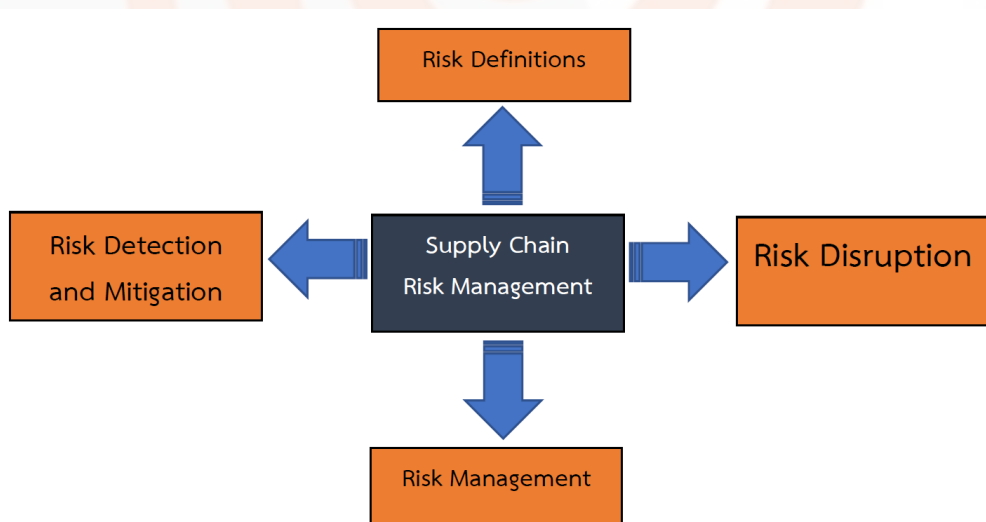 Risk Definitions
Risk Detection
and Mitigation
Supply Chain
Risk Management
Risk Disruption
Risk Management